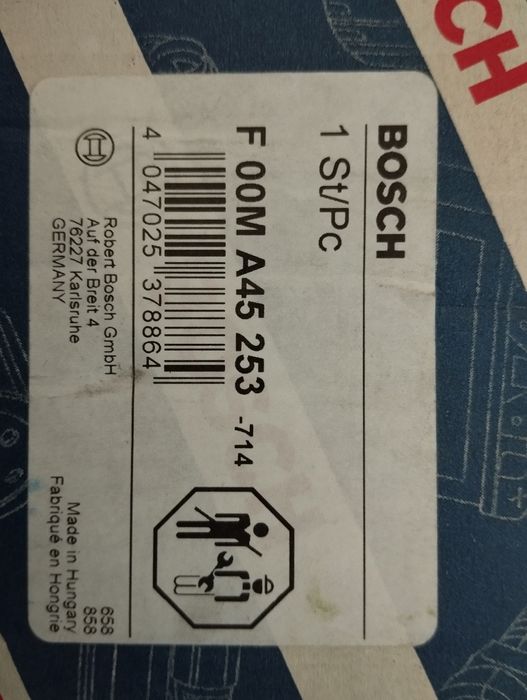 CH
BOSCH
1 St/Pc
F 00M A45 253 -714
4 047025 378864
Robert Bosch GmbH
Auf der Breit 4
76227 Karlsruhe
GERMANY
658
858
Made in Hungary
Fabriqué en Hongrie